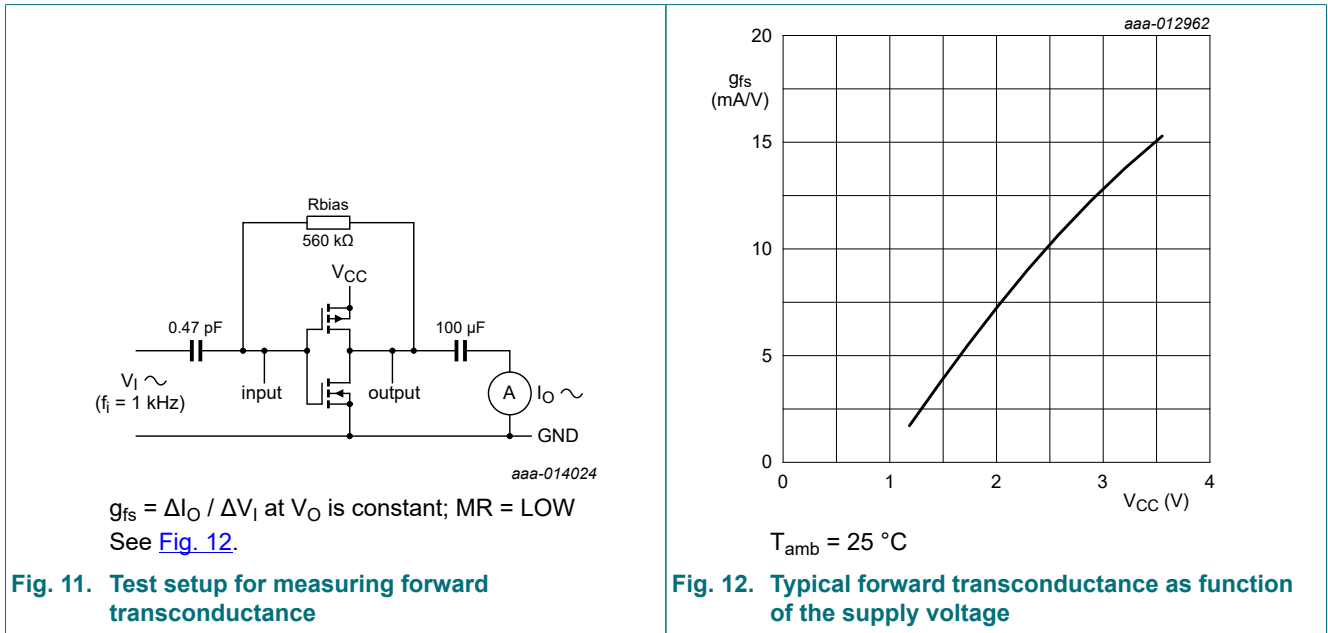 Rbias
560 kΩ
VCC
0.47 pF
100 µF
VI
(fi = 1 kHz)
input
output
A
IO
GND
aaa-014024
gfs = ΔIO / ΔVI at VO is constant; MR = LOW
See Fig. 12.
Fig. 11. Test setup for measuring forward
transconductance
aaa-012962
20
gfs
(mA/V)
15
10
5
0
0 1 2 3 4
VCC (V)
Tamb = 25 °C
Fig. 12. Typical forward transconductance as function
of the supply voltage